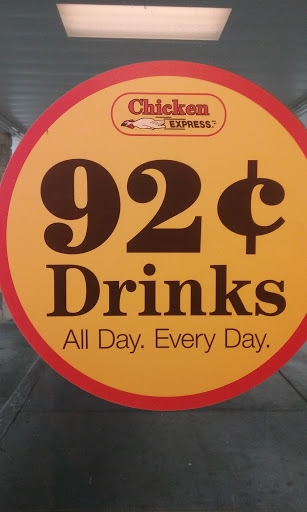 Chicken
EXPRESS
92¢
Drinks
All Day. Every Day.